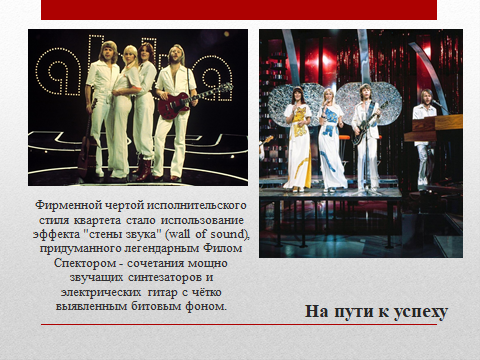 abba
Фирменной чертой исполнительского
стиля квартета стало использование
эффекта "стены звука" (wall of sound),
придуманного легендарным Филом
Спектором - сочетания мощно
звучащих синтезаторов и
электрических гитар с чётко
выявленным битовым фоном.
На пути к успеху